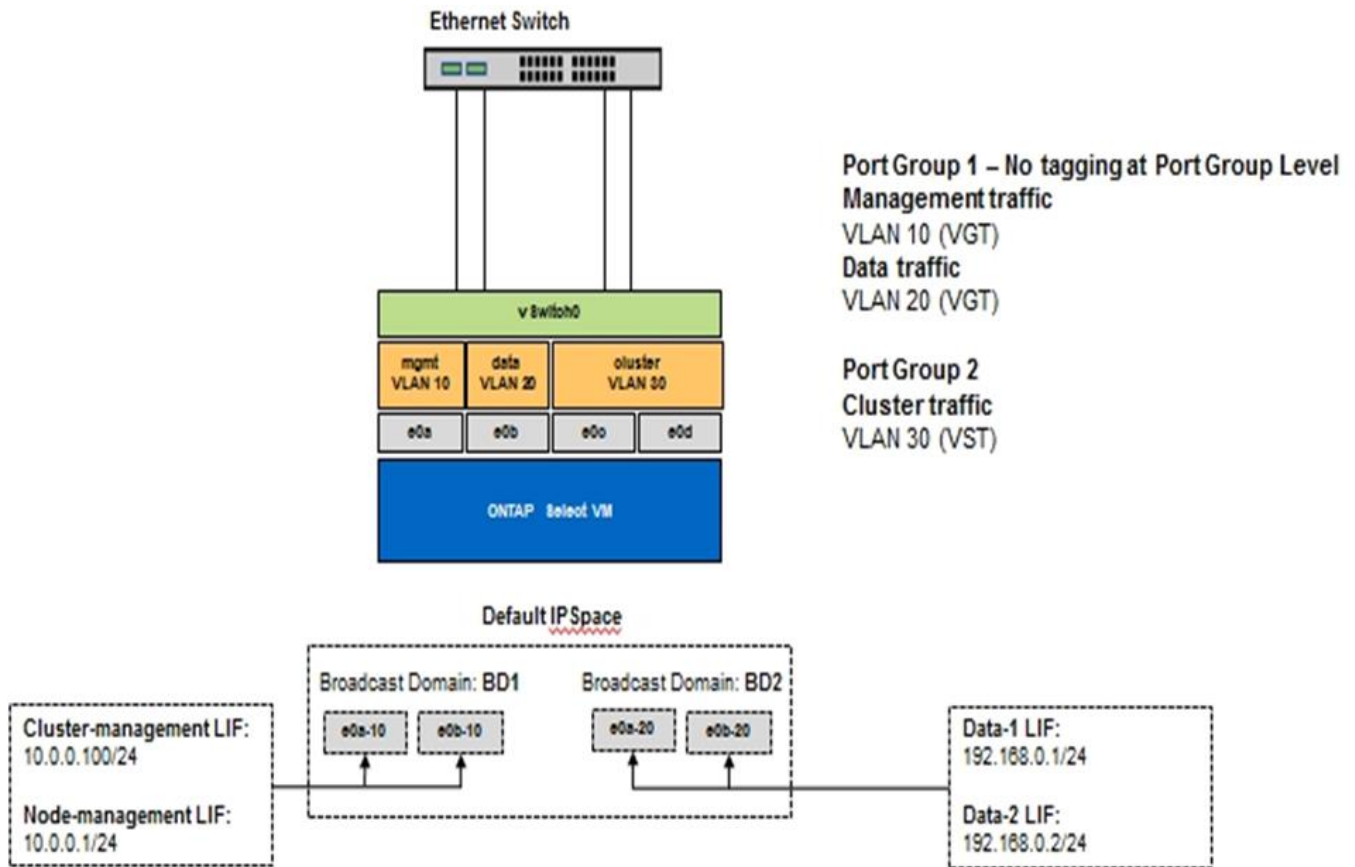 Ethernet Switch
Port Group 1 – No tagging at Port Group Level
Management traffic
VLAN 10 (VGT)
Data traffic
VLAN 20 (VGT)
Port Group 2
Cluster traffic
VLAN 30 (VST)
vSwitch0
mgmt
VLAN 10
data
VLAN 20
cluster
VLAN 30
e0a
e0b
e0c
e0d
ONTAP Select VM
Default IPSpace
Broadcast Domain: BD1
Broadcast Domain: BD2
e0a-10
e0b-10
e0a-20
e0b-20
Cluster-management LIF:
10.0.0.100/24
Node-management LIF:
10.0.0.1/24
Data-1 LIF:
192.168.0.1/24
Data-2 LIF:
192.168.0.2/24